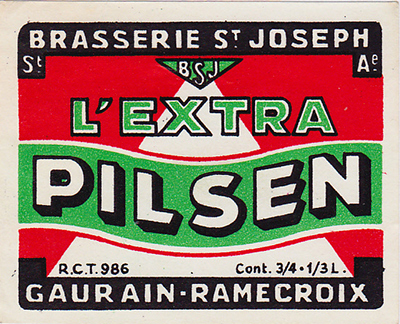 BRASSERIE ST JOSEPH
St Ae
BSJ
L'EXTRA
PILSEN
R.C.T. 986 Cont. 3/4 · 1/3 L.
GAURAIN-RAMECROIX